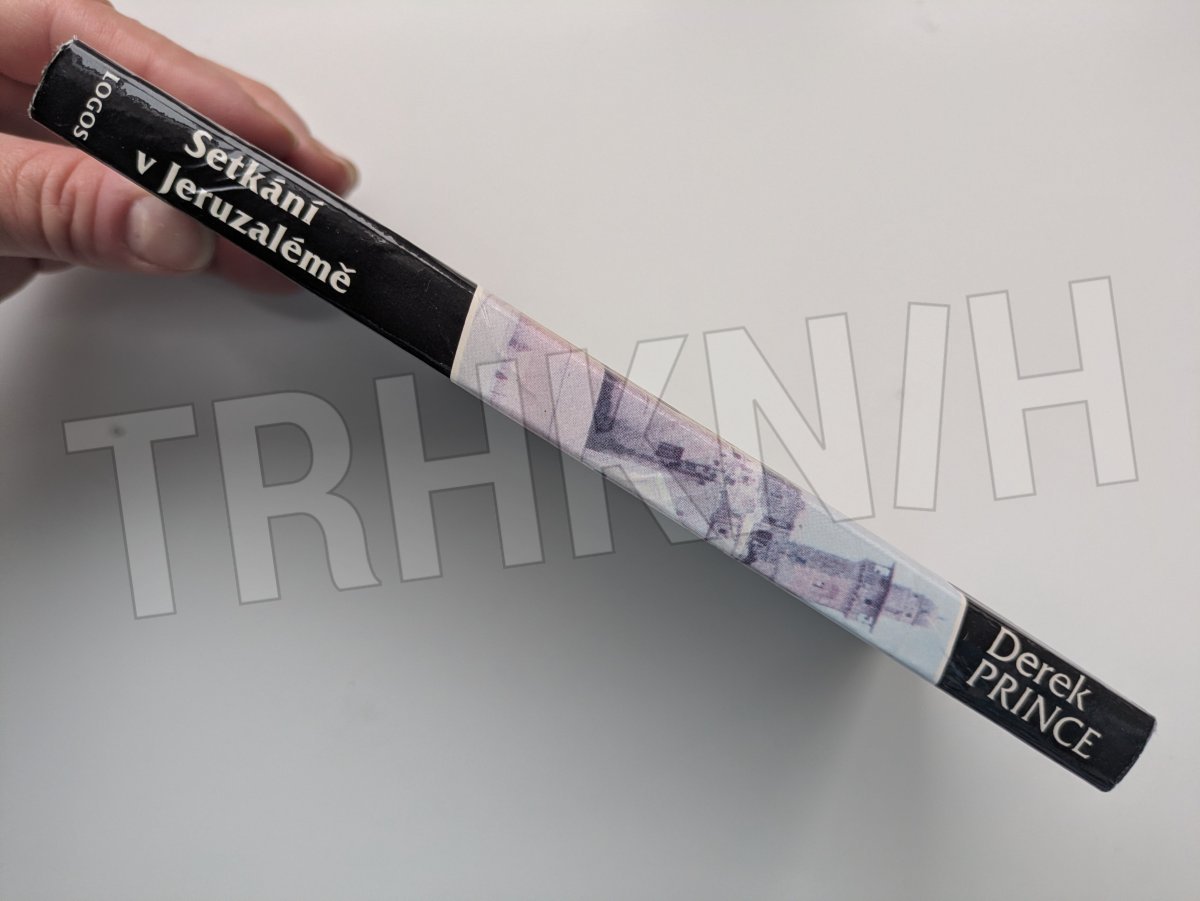 LOGOS
Setkání
v Jeruzalémě
Derek
PRINCE
TRHKNIH